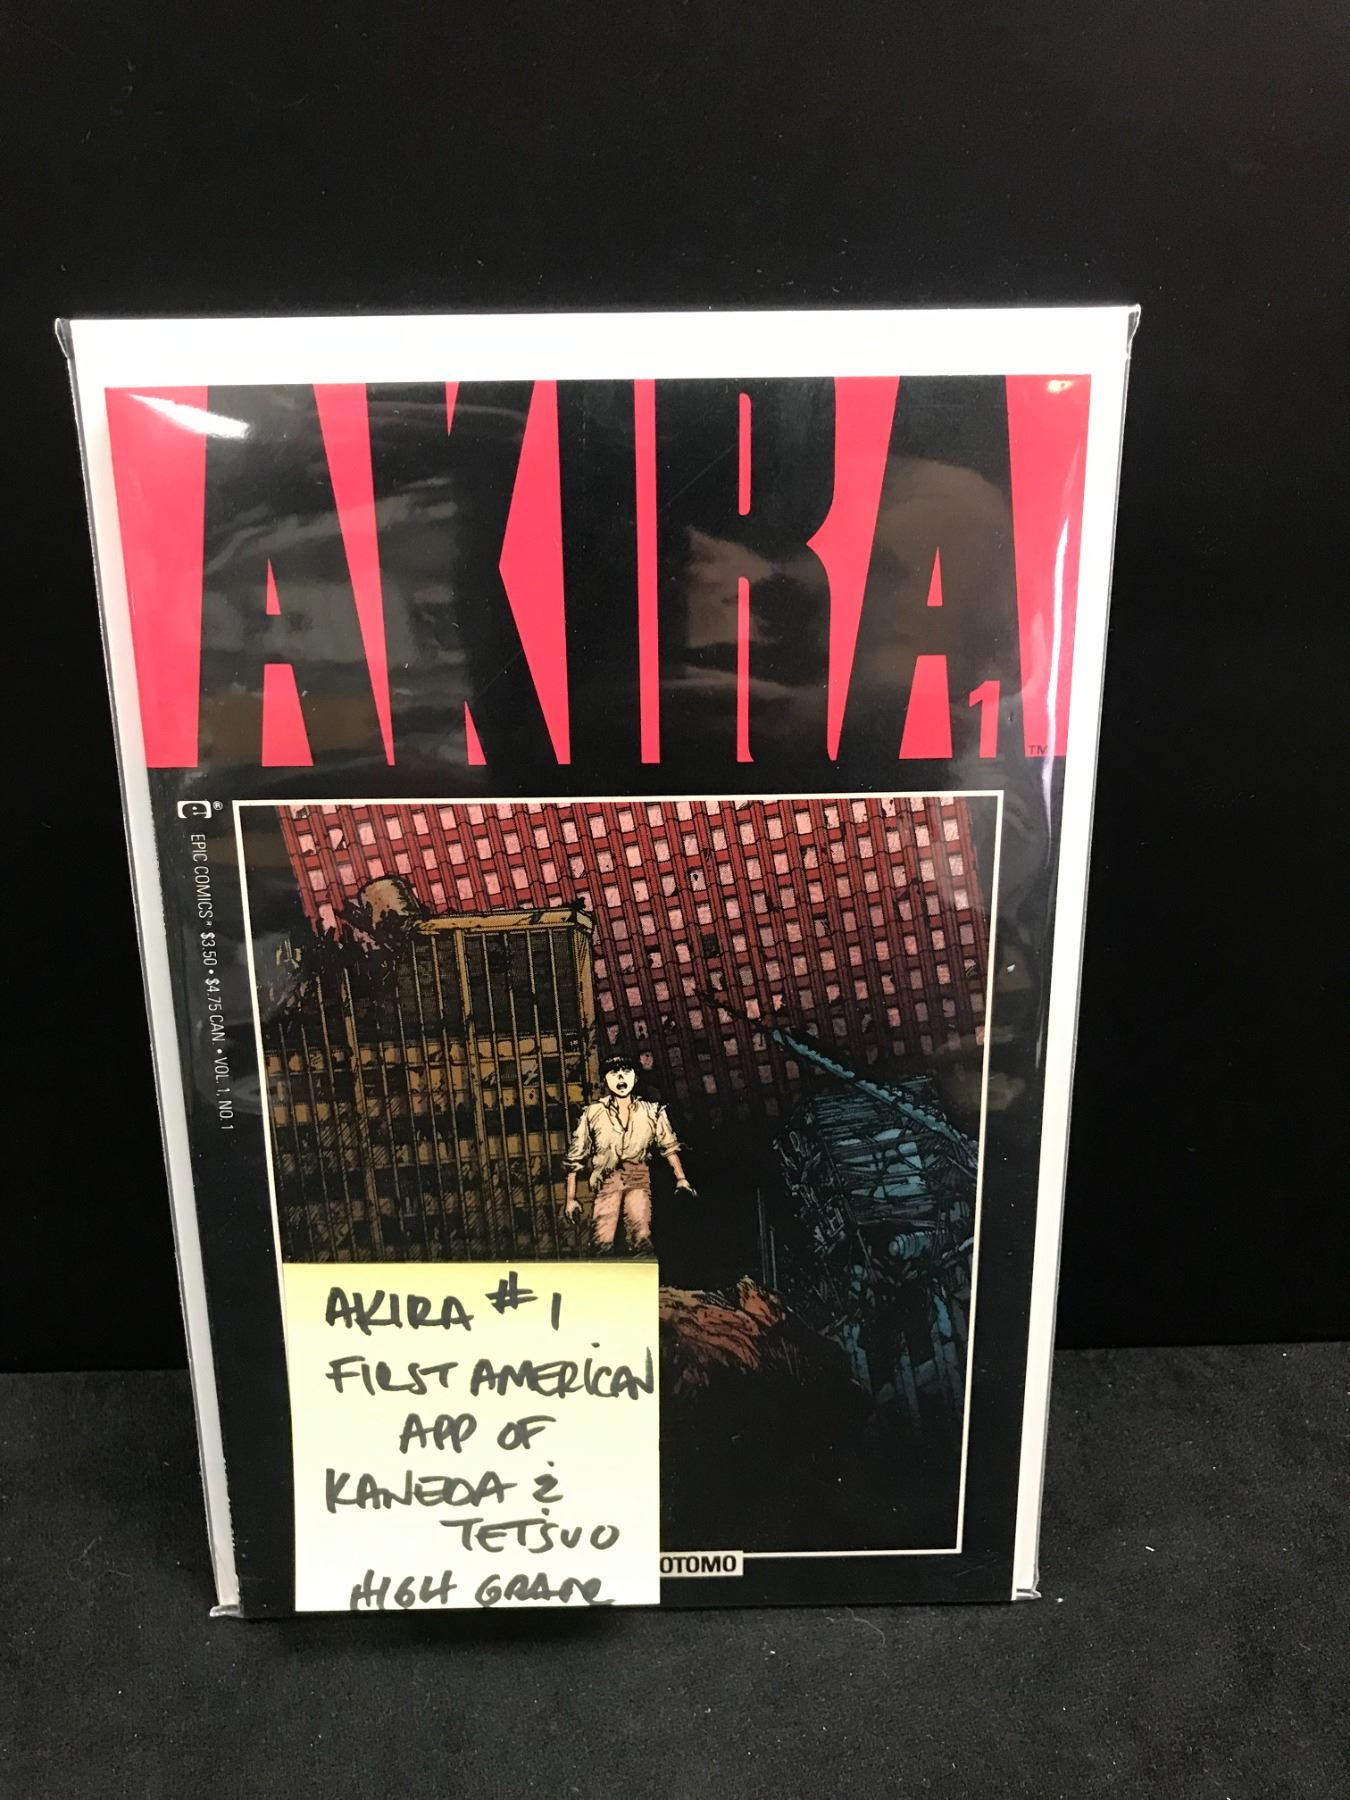 AKIRA
1
TM
EPIC COMICS® $3.50 • $4.75 CAN. • VOL. 1, NO. 1
AKIRA #1
FIRST AMERICAN
APP OF
KANEDA &
TETSUO
HIGH GRADE
OTOMO